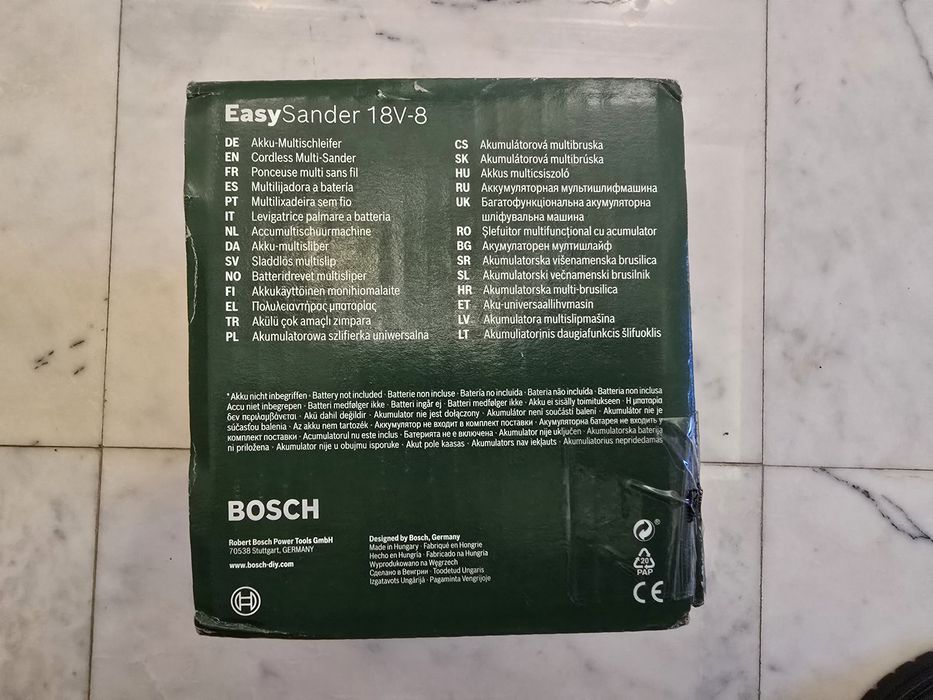 EasySander 18V-8
DE Akku-Multischleifer
EN Cordless Multi-Sander
FR Ponceuse multi sans fil
ES Multilijadora a batería
PT Multilixadeira sem fio
IT Levigatrice palmare a batteria
NL Accumultischuurmachine
DA Akku-multisliber
SV Sladdlös multislip
NO Batteridrevet multisliper
FI Akkukäyttöinen monihiomalaite
EL Πολυλειαντήρας μπαταρίας
TR Akülü çok amaçlı zımpara
PL Akumulatorowa szlifierka uniwersalna
CS Akumulátorová multibruska
SK Akumulátorová multibrúska
HU Akkus multicsiszoló
RU Аккумуляторная мультишлифмашина
UK Багатофункціональна акумуляторна
шліфувальна машина
RO Șlefuitor multifuncțional cu acumulator
BG Акумулаторен мултишлайф
SR Akumulatorska višenamenska brusilica
SL Akumulatorski večnamenski brusilnik
HR Akumulatorska multi-brusilica
ET Aku-universaallihvmasin
LV Akumulatora multislīpmašīna
LT Akumuliatorinis daugiafunkcis šlifuoklis
*Akku nicht inbegriffen · Battery not included · Batterie non incluse · Batería no incluida · Bateria não incluída · Batteria non inclusa
Accu niet inbegrepen · Batteri medfølger ikke · Batteri ingår ej · Batteri medfølger ikke · Akku ei sisälly toimitukseen · Η μπαταρία
δεν περιλαμβάνεται · Akü dahil değildir · Akumulator nie jest dołączony · Akumulátor není součástí balení · Akumulátor nie je
súčasťou balenia · Az akku nem tartozék · Аккумулятор не входит в комплект поставки · Акумуляторна батарея не входить у
комплект поставки · Acumulatorul nu este inclus · Батерията не е включена · Akumulator nije uključen · Akumulatorska baterija
ni priložena · Akumulator nije u obujmu isporuke · Akut pole kaasas · Akumulators nav iekļauts · Akumuliatorius nepridedamas
BOSCH
Robert Bosch Power Tools GmbH
70538 Stuttgart, GERMANY
www.bosch-diy.com
Designed by Bosch, Germany
Made in Hungary · Fabriqué en Hongrie
Hecho en Hungría · Fabricado na Hungria
Wyprodukowano na Węgrzech
Сделано в Венгрии · Toodetud Ungaris
Izgatavots Ungārijā · Pagaminta Vengrijoje
20
PAP
CE